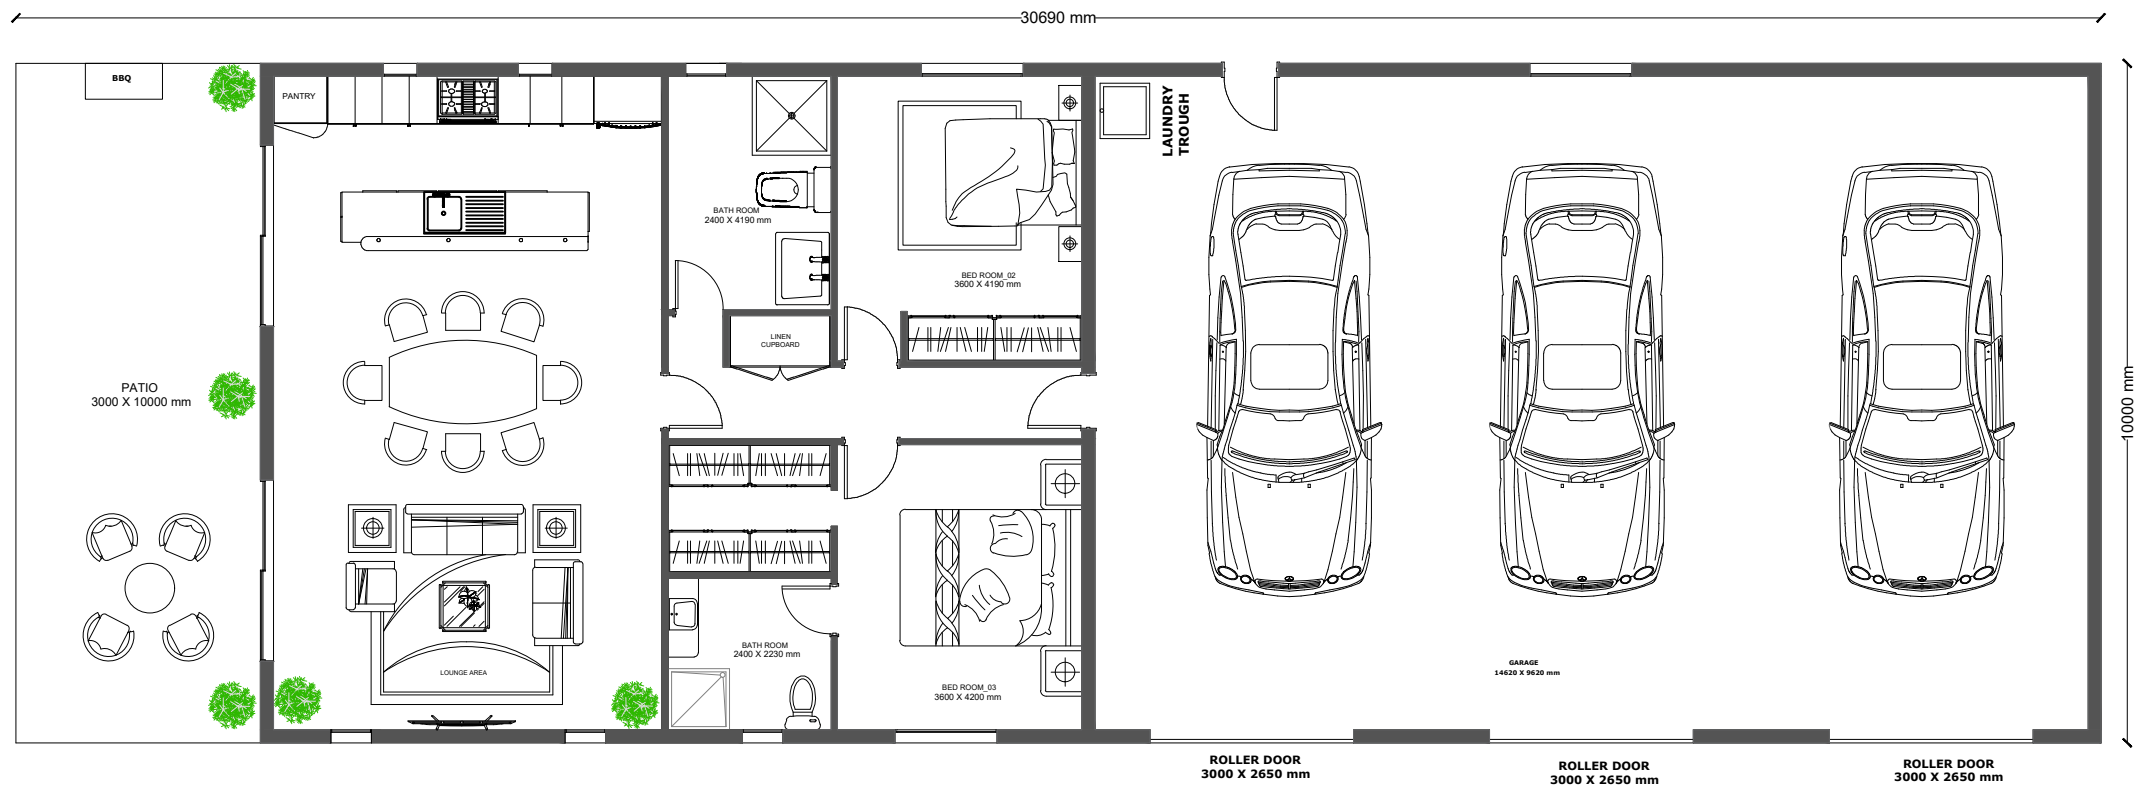 30690 mm
BBQ
PANTRY
LAUNDRY
TROUGH
BATH ROOM
2400 X 4190 mm
BED ROOM_02
3600 X 4190 mm
LINEN
CUPBOARD
PATIO
3000 X 10000 mm
10000 mm
BATH ROOM
2400 X 2230 mm
LOUNGE AREA
BED ROOM_03
3600 X 4200 mm
GARAGE
14620 X 9620 mm
ROLLER DOOR
3000 X 2650 mm
ROLLER DOOR
3000 X 2650 mm
ROLLER DOOR
3000 X 2650 mm